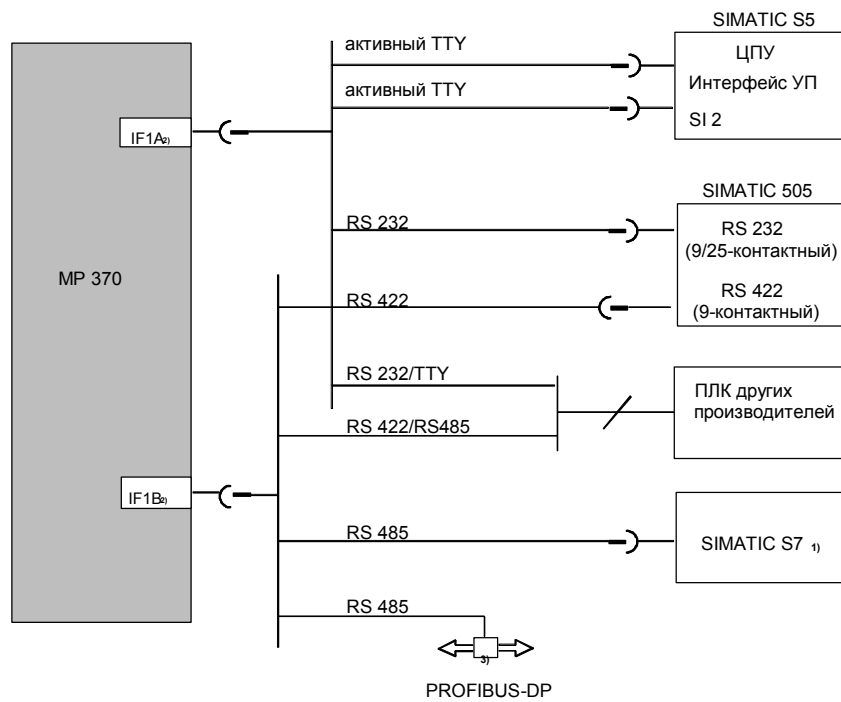 SIMATIC S5
активный TTY
ЦПУ
Интерфейс УП
активный TTY
SI 2
IF1A2)
SIMATIC 505
RS 232
RS 232
(9/25-контактный)
MP 370
RS 422
RS 422
(9-контактный)
RS 232/TTY
ПЛК других
производителей
RS 422/RS485
IF1B2)
RS 485
SIMATIC S7 1)
RS 485
3)
PROFIBUS-DP